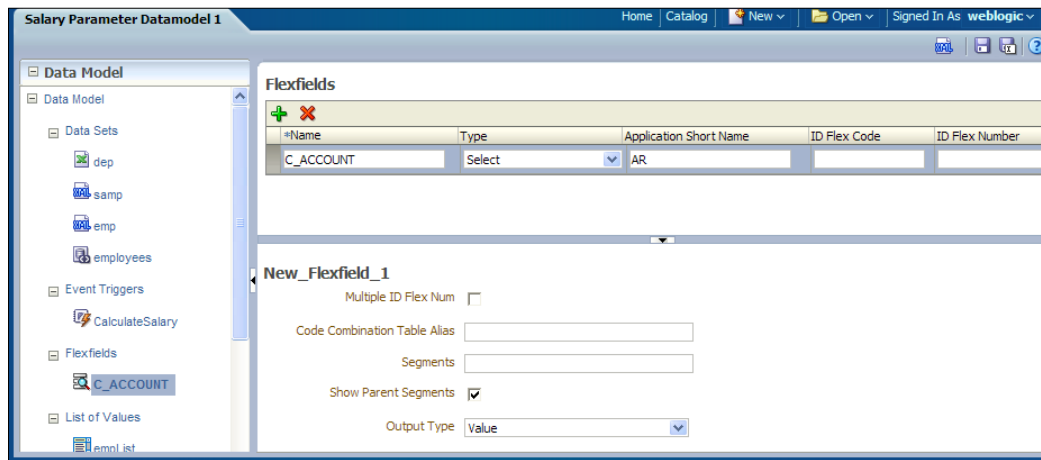 Salary Parameter Datamodel 1
Home Catalog New Open Signed In As weblogic
Data Model
Data Model
Data Sets
dep
samp
emp
employees
Event Triggers
CalculateSalary
Flexfields
C_ACCOUNT
List of Values
empList
Flexfields
*Name Type Application Short Name ID Flex Code ID Flex Number
C_ACCOUNT Select AR
New_Flexfield_1
Multiple ID Flex Num
Code Combination Table Alias
Segments
Show Parent Segments
Output Type Value